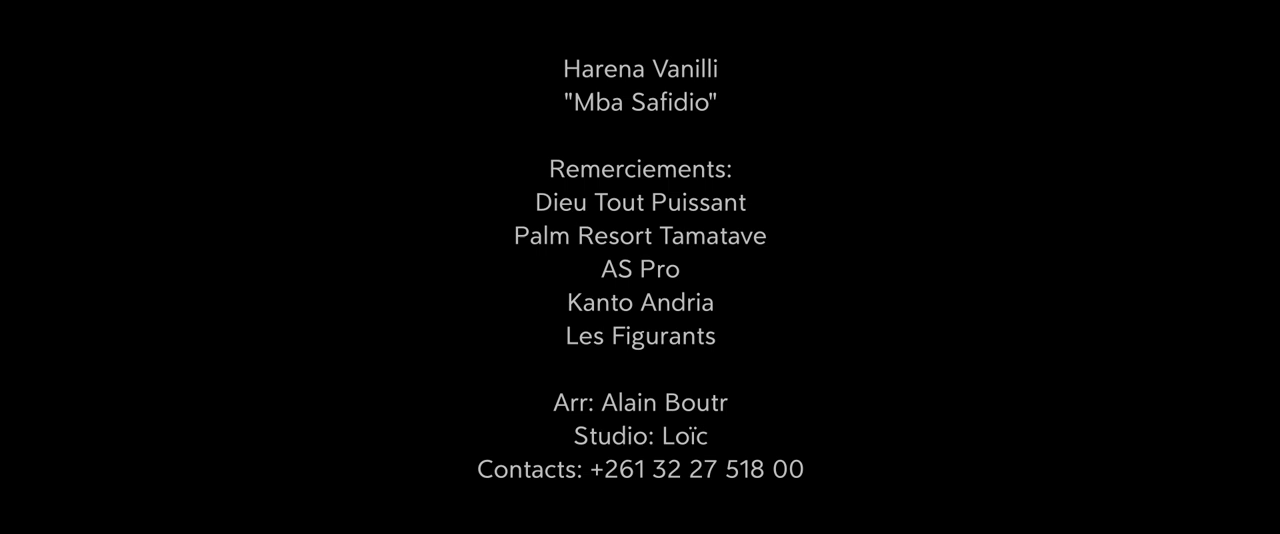 Harena Vanilli
"Mba Safidio"
Remerciements:
Dieu Tout Puissant
Palm Resort Tamatave
AS Pro
Kanto Andria
Les Figurants
Arr: Alain Boutr
Studio: Loïc
Contacts: +261 32 27 518 00